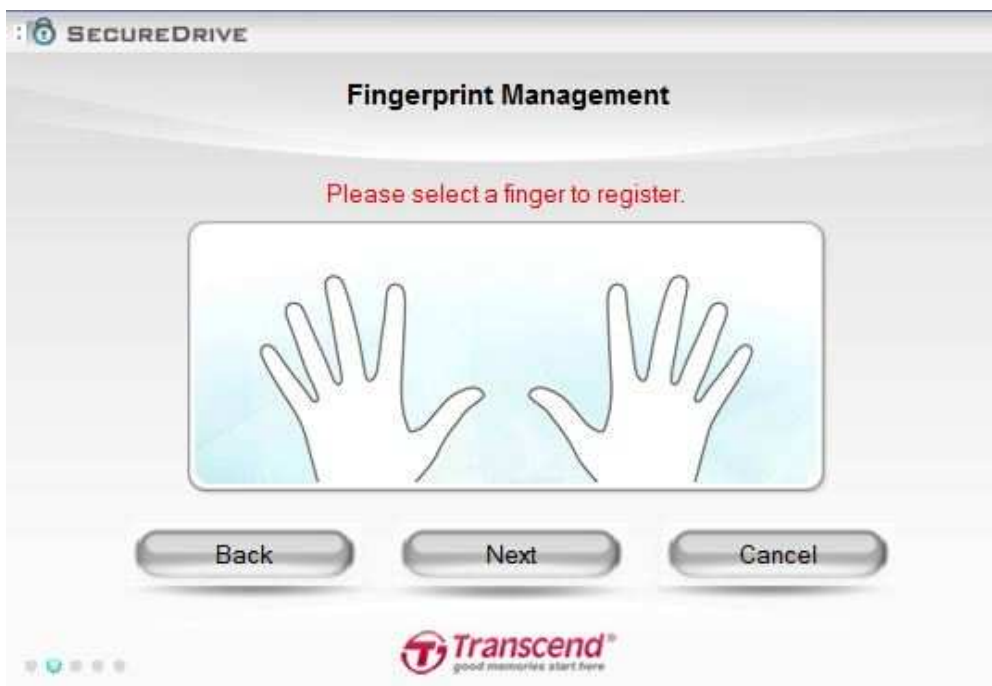 SECUREDRIVE
Fingerprint Management
Please select a finger to register.
Back Next Cancel
Transcend®
good memories start here